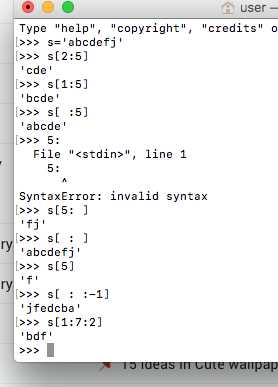 user —
Type "help", "copyright", "credits" o
[>>> s='abcdefj'
[>>> s[2:5]
'cde'
[>>> s[1:5]
'bcde'
[>>> s[ :5]
'abcde'
[>>> 5:
  File "<stdin>", line 1
    5:
     ^
SyntaxError: invalid syntax
[>>> s[5: ]
'fj'
[>>> s[ : ]
'abcdefj'
[>>> s[5]
'f'
[>>> s[ : :-1]
'jfedcba'
[>>> s[1:7:2]
'bdf'
>>>
ry
ry
15 Ideas in Cute wallpap